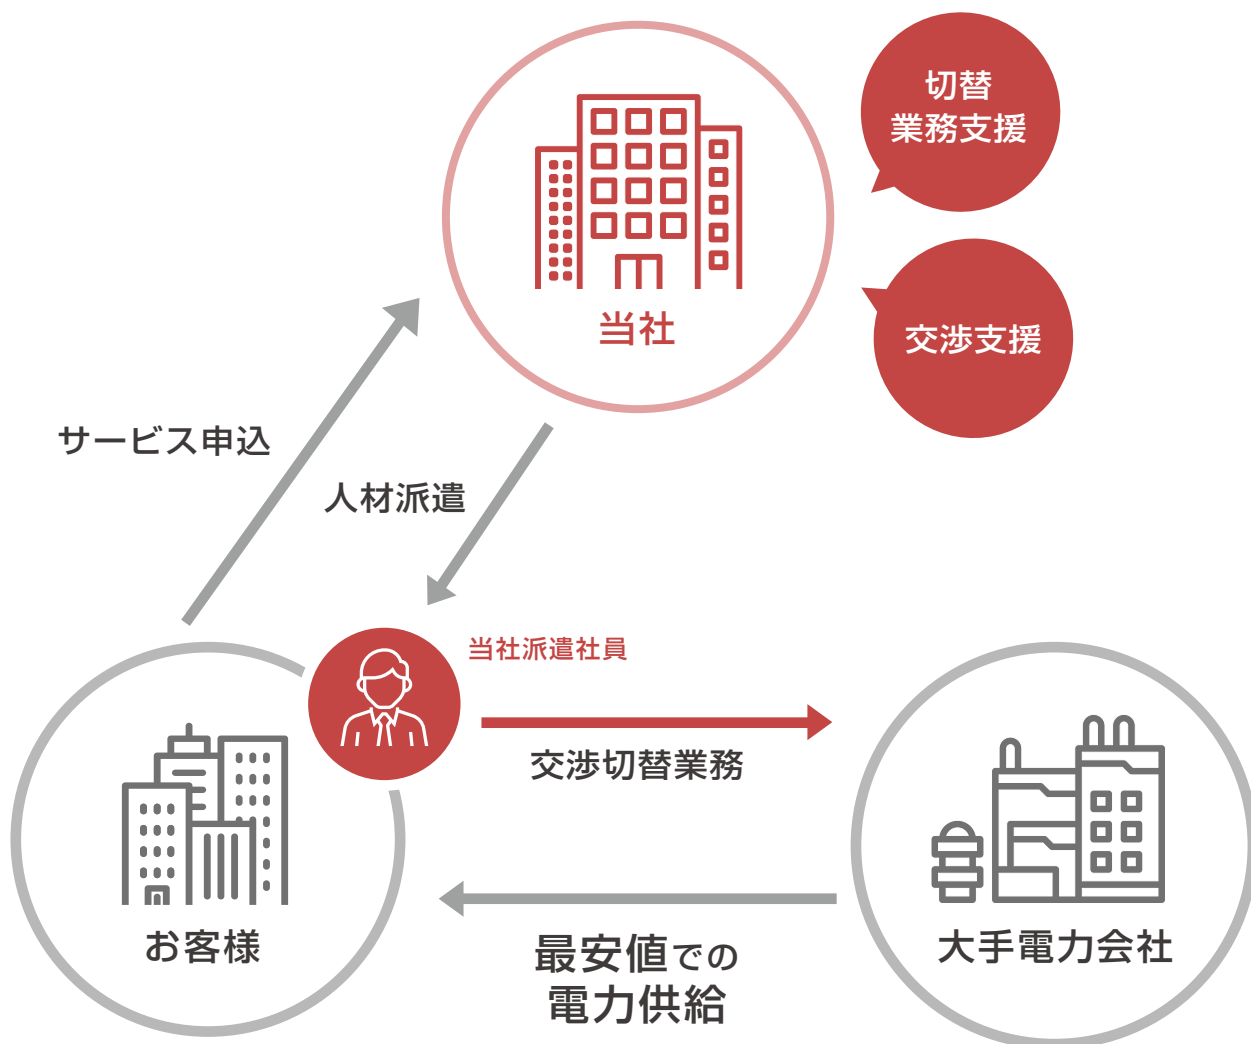 切替
業務支援
当社
交渉支援
サービス申込
人材派遣
当社派遣社員
交渉切替業務
お客様
最安値での
電力供給
大手電力会社